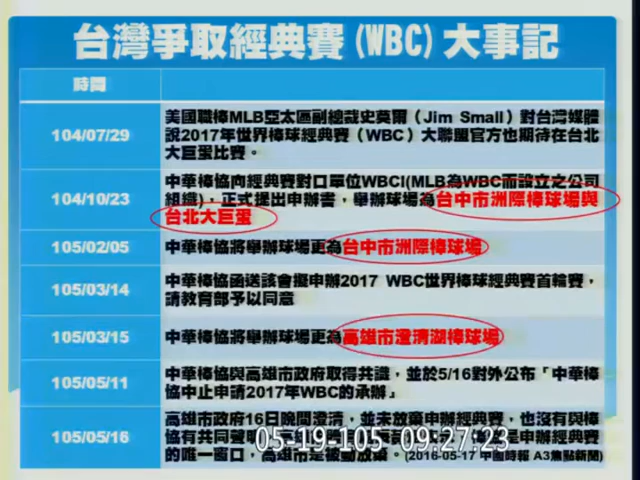 台灣爭取經典賽(WBC)大事記
時間
104/07/29
美國職棒MLB亞太區副總裁史莫爾（Jim Small）對台灣媒體
說2017年世界棒球經典賽（WBC）大聯盟官方也期待在台北
大巨蛋比賽。
104/10/23
中華棒協向經典賽對口單位WBCI(MLB為WBC而設立之公司
組織)，正式提出申辦書，舉辦球場為台中市洲際棒球場與
台北大巨蛋
105/02/05
中華棒協將舉辦球場更為台中市洲際棒球場
105/03/14
中華棒協函送該會擬申辦2017 WBC世界棒球經典賽首輪賽，
請教育部予以同意
105/03/15
中華棒協將舉辦球場更為高雄市澄清湖棒球場
105/05/11
中華棒協與高雄市政府取得共識，並於5/16對外公布「中華棒
協中止申請2017年WBC的承辦」
105/05/16
高雄市政府16日晚間澄清，並未放棄申辦經典賽，也沒有與棒
協有共同聲 是申辦經典賽
的唯一窗口，高雄市是被動放棄。(2016-05-17 中國時報 A3焦點新聞)
05-19-105 09:27:23